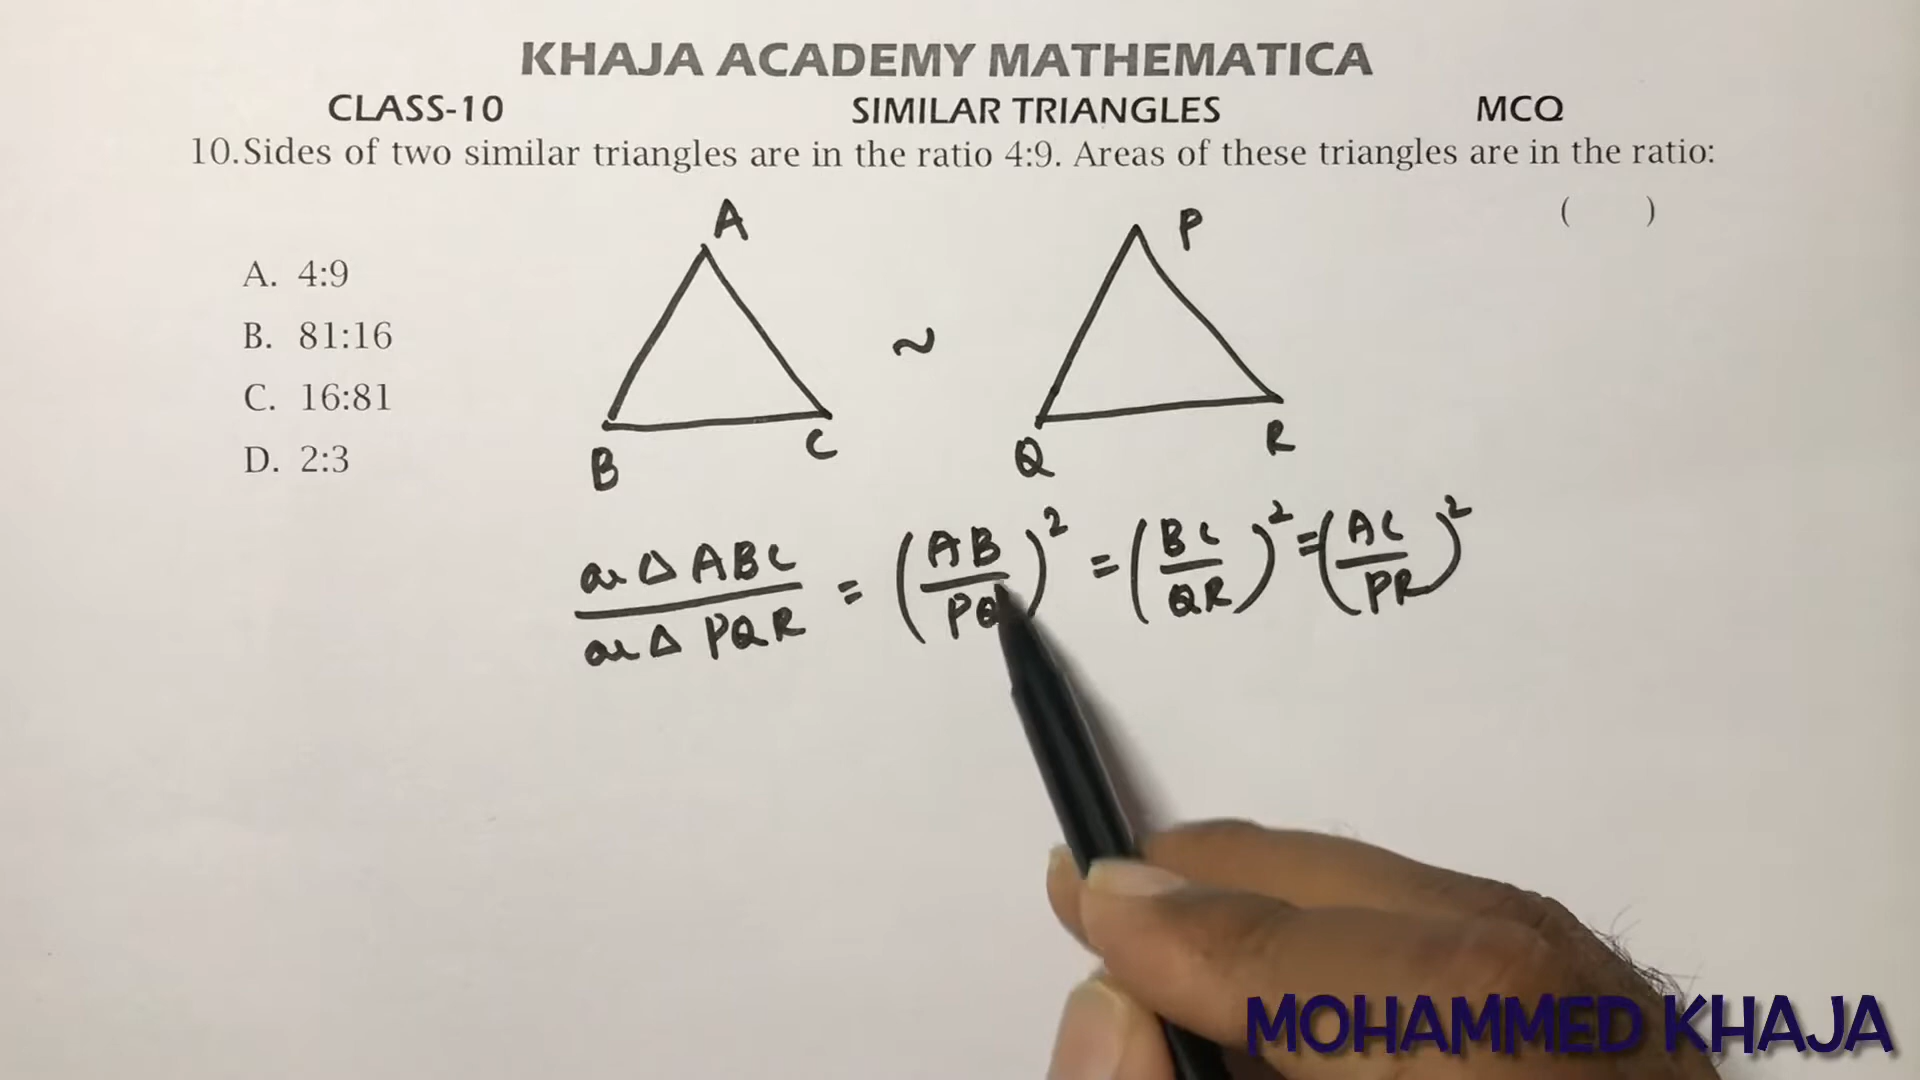 KHAJA ACADEMY MATHEMATICA
CLASS-10 SIMILAR TRIANGLES MCQ
10.Sides of two similar triangles are in the ratio 4:9. Areas of these triangles are in the ratio:
( )
A. 4:9
B. 81:16
C. 16:81
D. 2:3
A
B
C
~
P
Q
R
ar Δ ABC / ar Δ PQR = (AB/PQ)² = (BC/QR)² = (AC/PR)²
MOHAMMED KHAJA